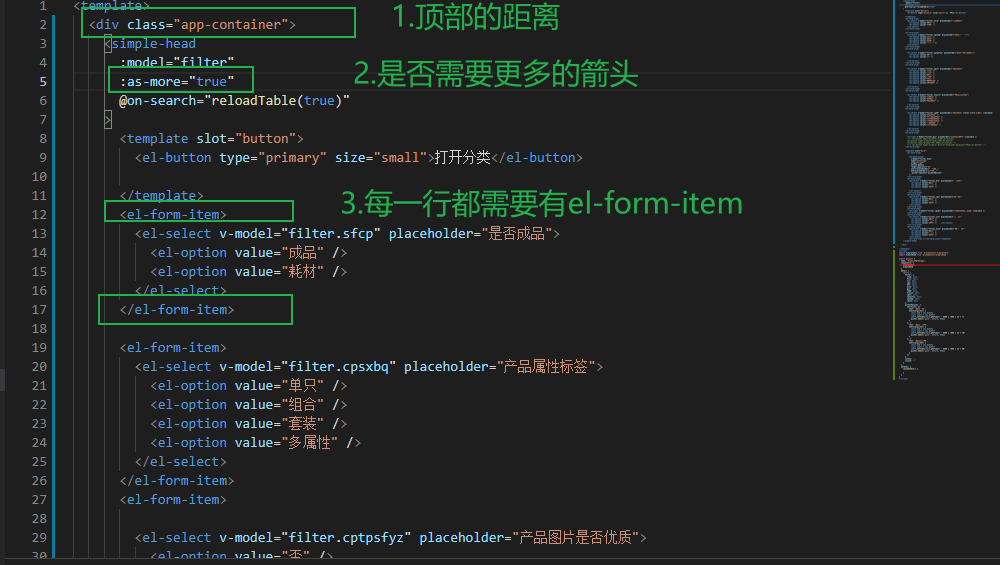 1 <template>
2 <div class="app-container"> 1.顶部的距离
3 <simple-head
4 :model="filter"
5 :as-more="true" 2.是否需要更多的箭头
6 @on-search="reloadTable(true)"
7 >
8 <template slot="button">
9 <el-button type="primary" size="small">打开分类</el-button>
10
11 </template>
12 <el-form-item> 3.每一行都需要有el-form-item
13 <el-select v-model="filter.sfcp" placeholder="是否成品">
14 <el-option value="成品" />
15 <el-option value="耗材" />
16 </el-select>
17 </el-form-item>
18
19 <el-form-item>
20 <el-select v-model="filter.cpsxbq" placeholder="产品属性标签">
21 <el-option value="单只" />
22 <el-option value="组合" />
23 <el-option value="套装" />
24 <el-option value="多属性" />
25 </el-select>
26 </el-form-item>
27 <el-form-item>
28
29 <el-select v-model="filter.cptpsfyz" placeholder="产品图片是否优质">
30 <el-option value="否" />